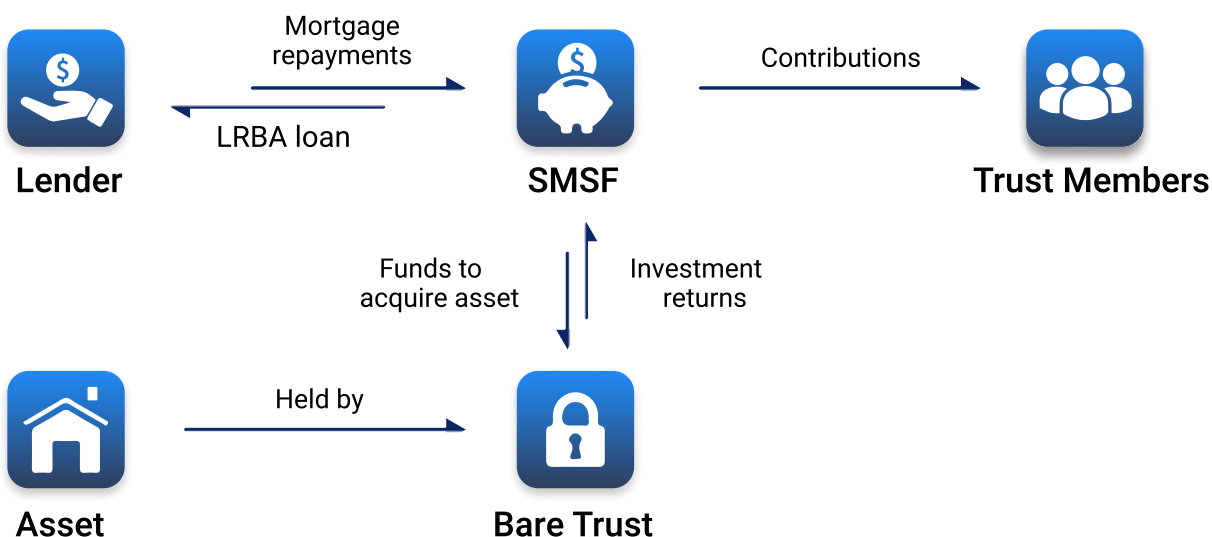 Mortgage
repayments
Contributions
LRBA loan
Lender
SMSF
Trust Members
Funds to
acquire asset
Investment
returns
Held by
Asset
Bare Trust